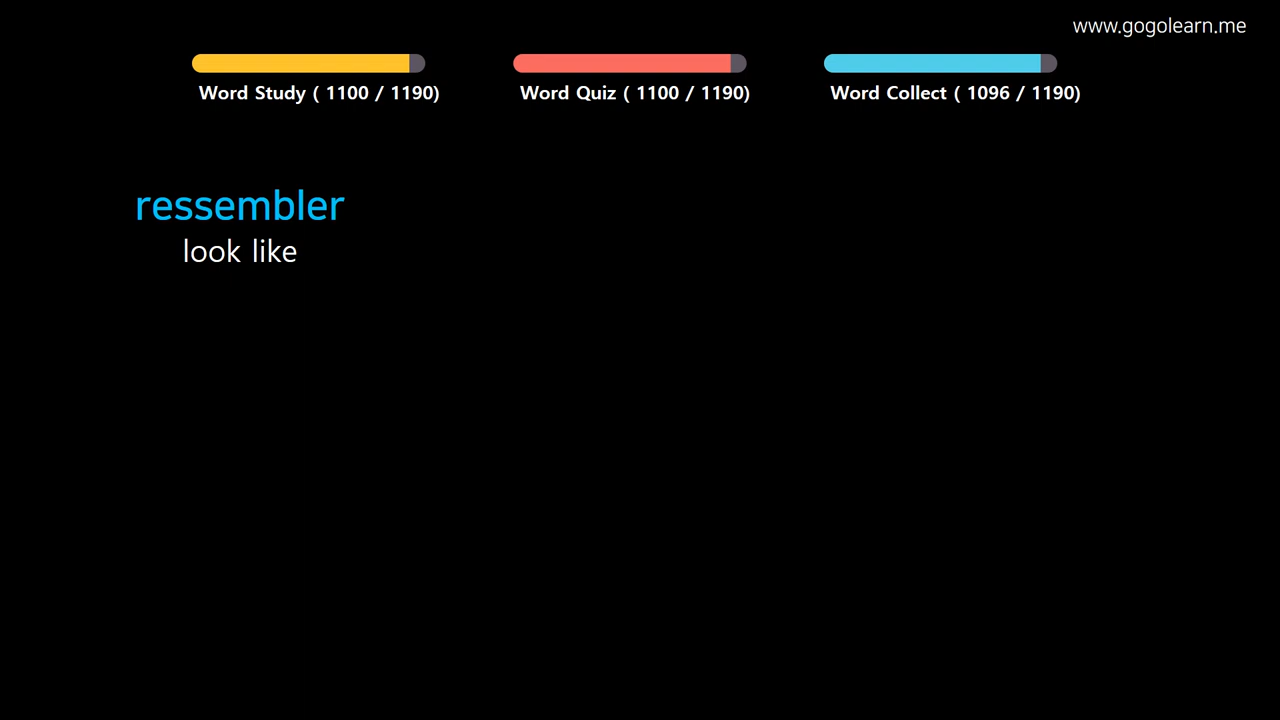 www.gogolearn.me
Word Study ( 1100 / 1190)
Word Quiz ( 1100 / 1190)
Word Collect ( 1096 / 1190)
ressembler
look like